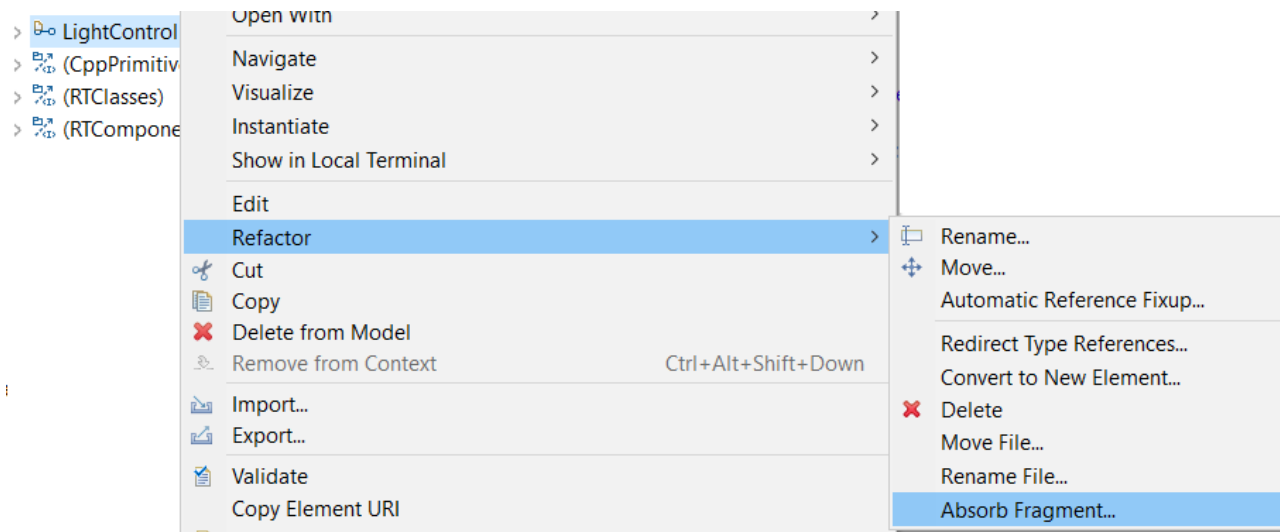 Open With
LightControl
Navigate
(CppPrimitiv
Visualize
(RTClasses)
Instantiate
(RTCompone
Show in Local Terminal
Edit
Refactor
Rename...
Cut
Move...
Copy
Automatic Reference Fixup...
Delete from Model
Redirect Type References...
Remove from Context Ctrl+Alt+Shift+Down
Convert to New Element...
Import...
Delete
Export...
Move File...
Validate
Rename File...
Copy Element URI
Absorb Fragment...